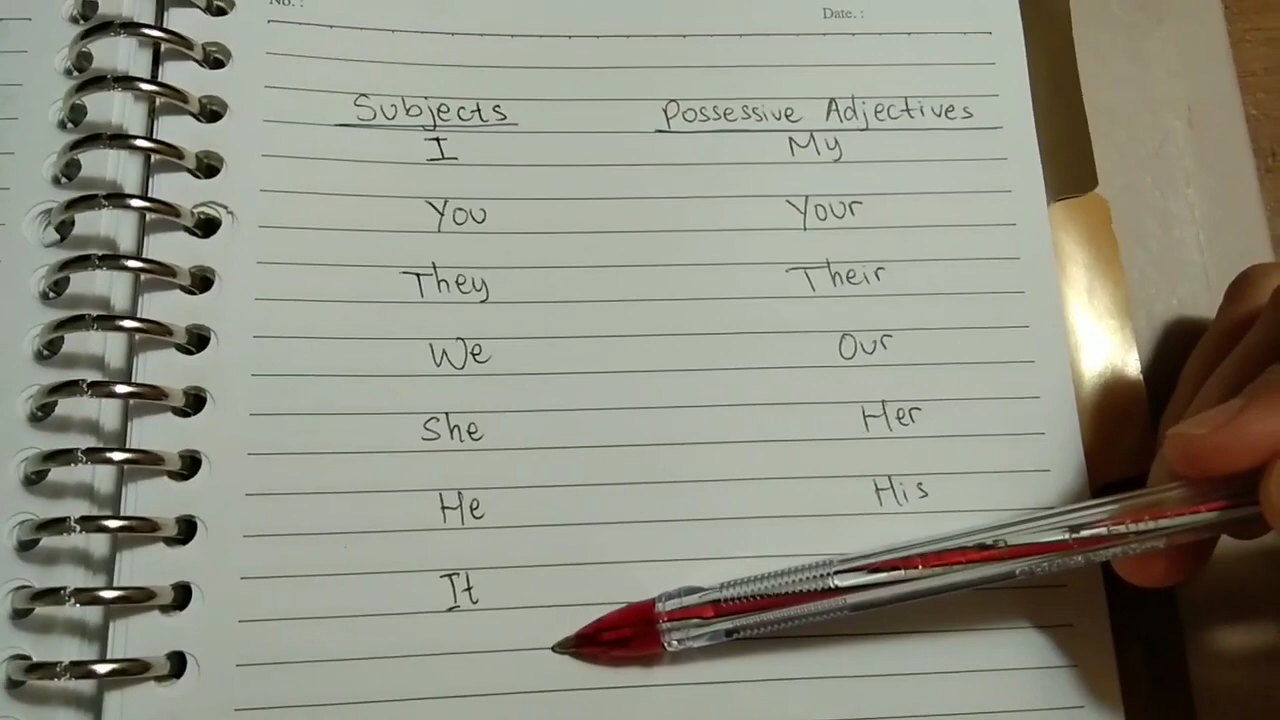 No. :
Date. :
Subjects Possessive Adjectives
I My
You Your
They Their
We Our
She Her
He His
It